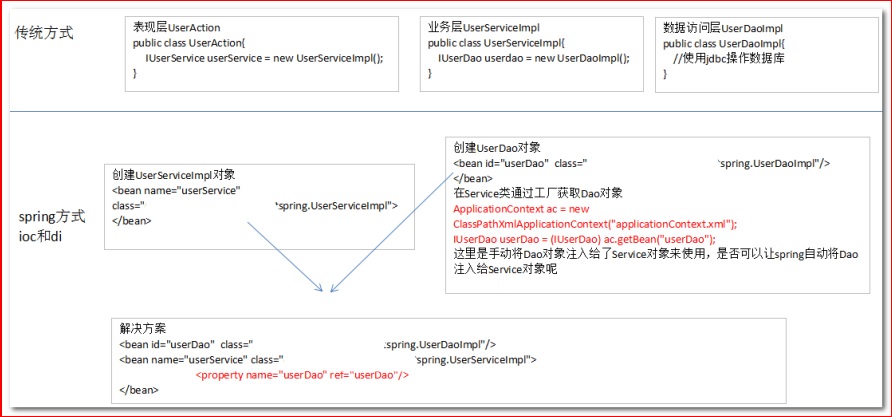 传统方式
表现层UserAction
public class UserAction{
IUserService userService = new UserServiceImpl();
}
业务层UserServiceImpl
public class UserServiceImpl{
IUserDao userdao = new UserDaoImpl();
}
数据访问层UserDaoImpl
public class UserDaoImpl{
//使用jdbc操作数据库
}
spring方式
ioc和di
创建UserServiceImpl对象
<bean name="userService"
class=" spring.UserServiceImpl">
</bean>
创建UserDao对象
<bean id="userDao" class=" spring.UserDaoImpl"/>
</bean>
在Service类通过工厂获取Dao对象
ApplicationContext ac = new
ClassPathXmlApplicationContext("applicationContext.xml");
IUserDao userDao = (IUserDao) ac.getBean("userDao");
这里是手动将Dao对象注入给了Service对象来使用，是否可以让spring自动将Dao
注入给Service对象呢
解决方案
<bean id="userDao" class=" spring.UserDaoImpl"/>
<bean name="userService" class=" spring.UserServiceImpl">
<property name="userDao" ref="userDao"/>
</bean>